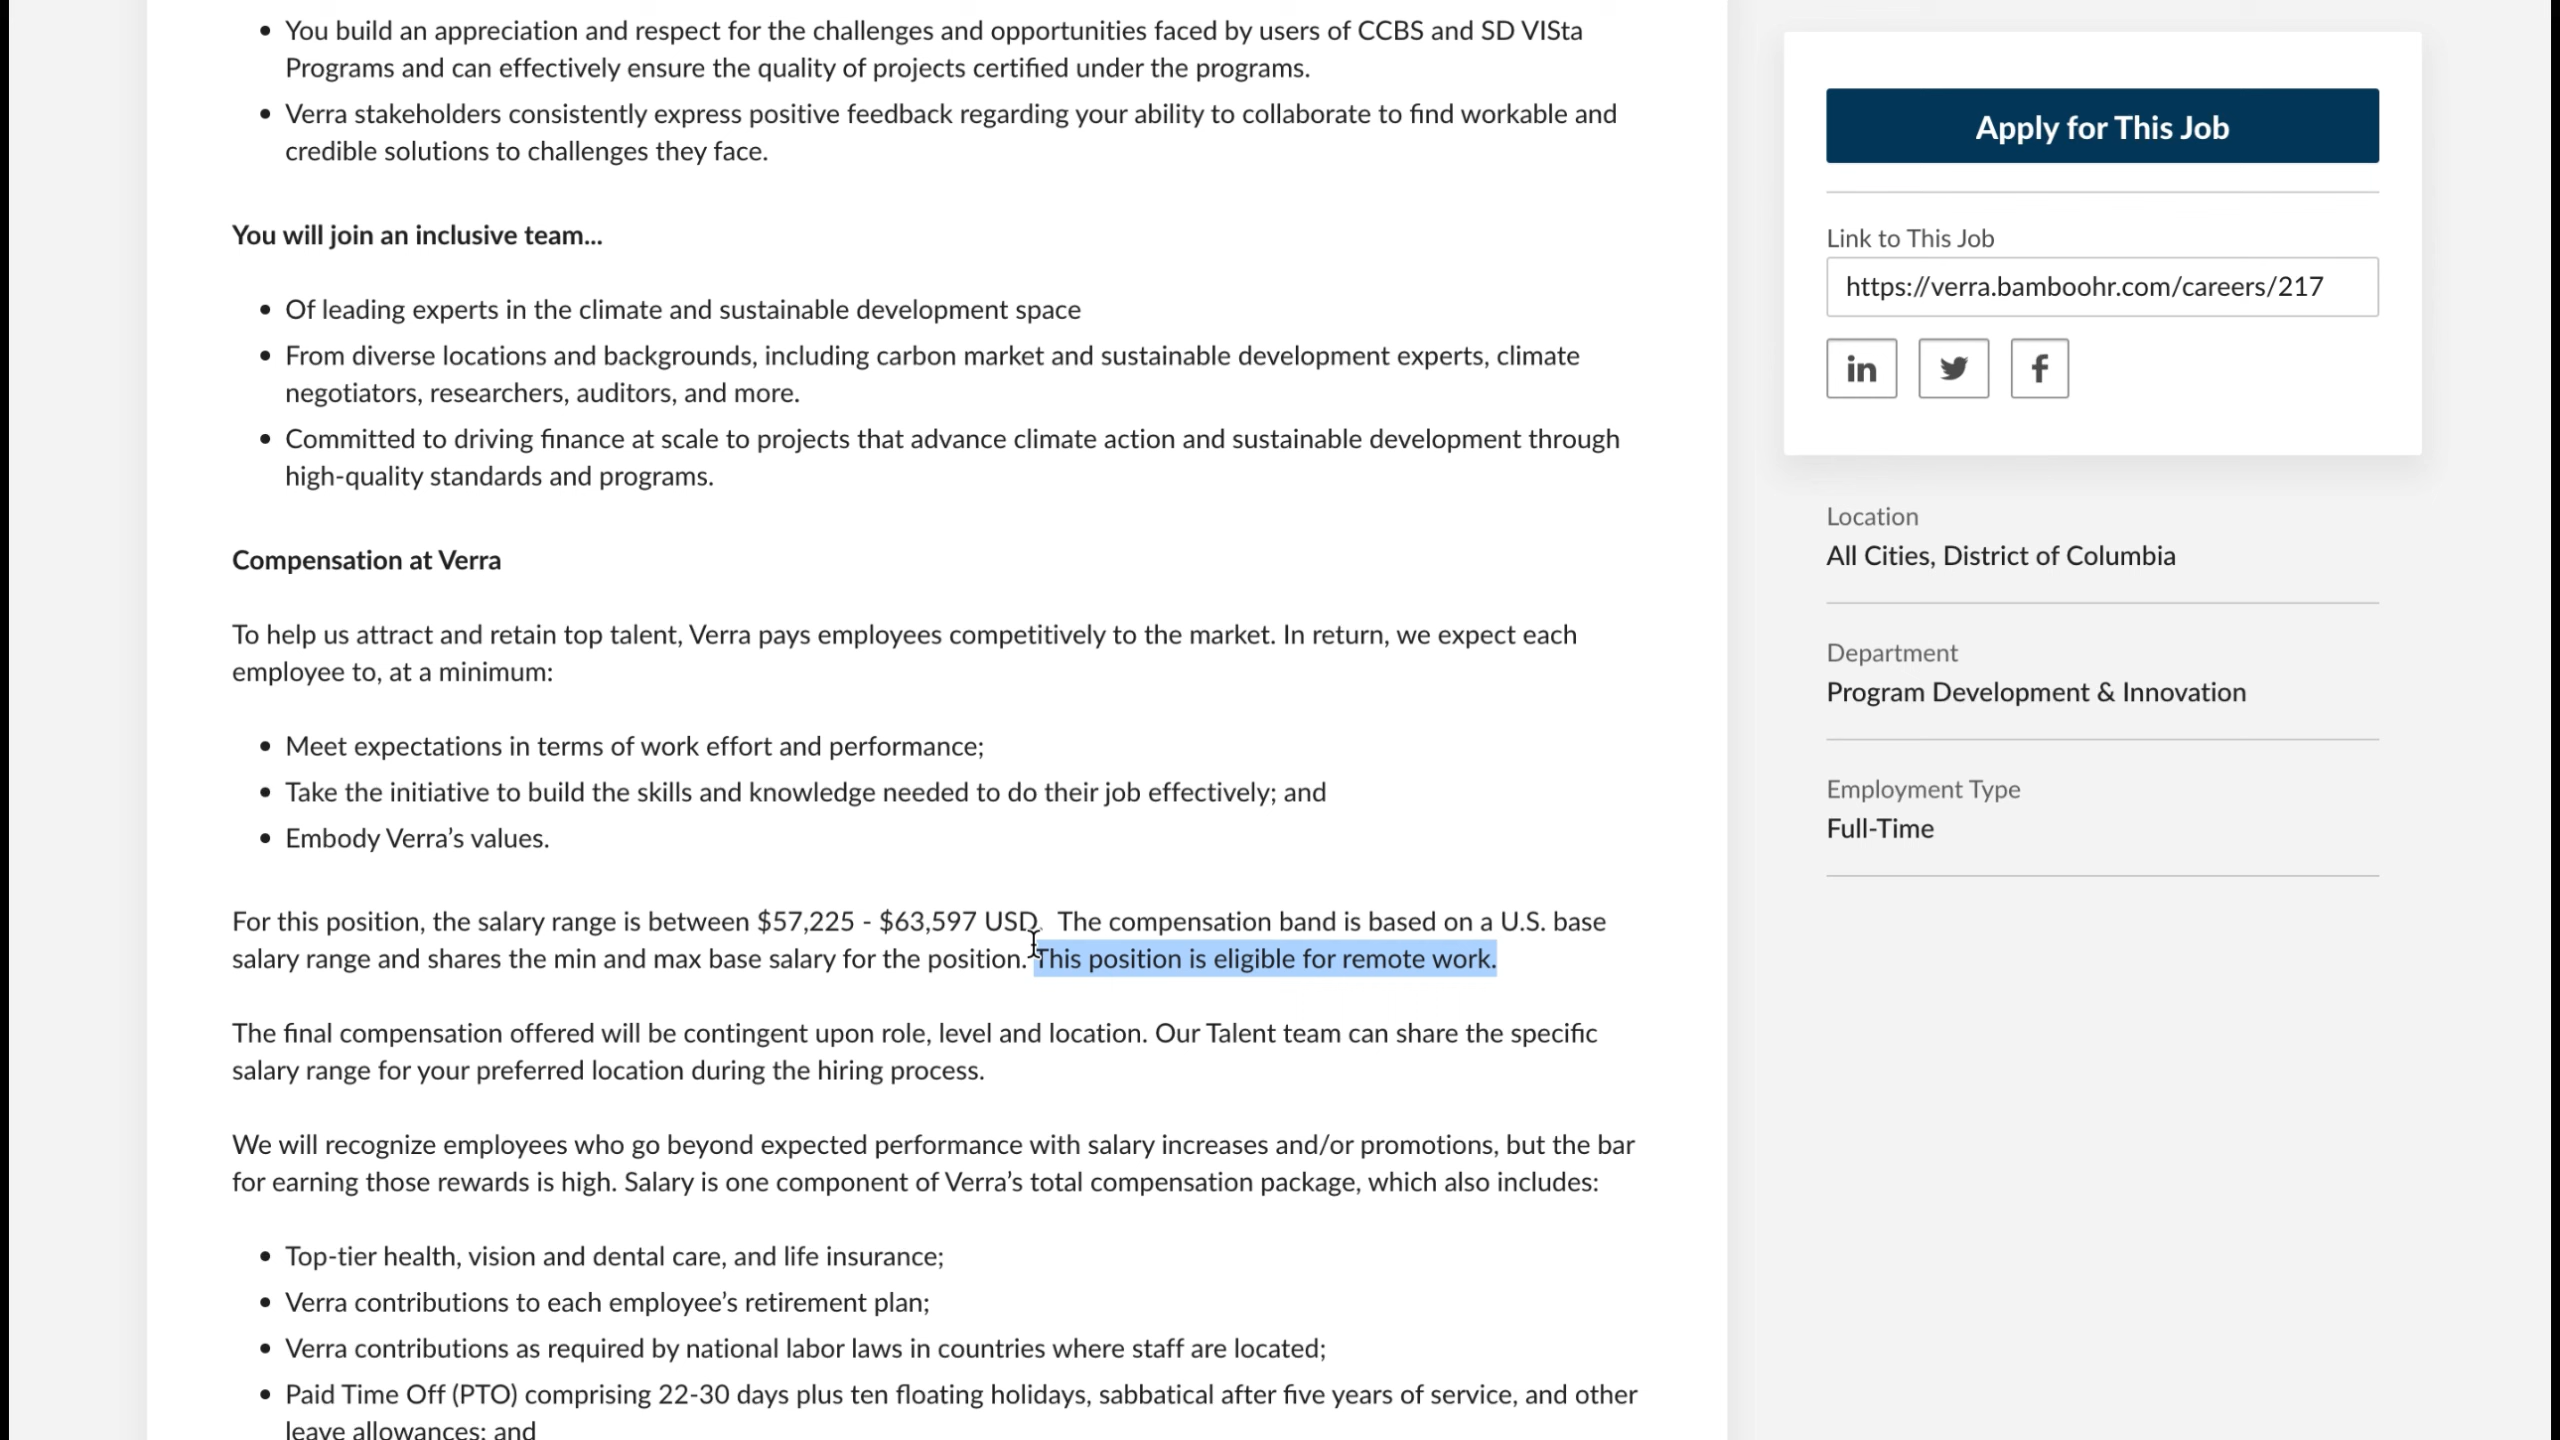 You build an appreciation and respect for the challenges and opportunities faced by users of CCBS and SD VISta
Programs and can effectively ensure the quality of projects certified under the programs.
Verra stakeholders consistently express positive feedback regarding your ability to collaborate to find workable and
credible solutions to challenges they face.
You will join an inclusive team...
Of leading experts in the climate and sustainable development space
From diverse locations and backgrounds, including carbon market and sustainable development experts, climate
negotiators, researchers, auditors, and more.
Committed to driving finance at scale to projects that advance climate action and sustainable development through
high-quality standards and programs.
Compensation at Verra
To help us attract and retain top talent, Verra pays employees competitively to the market. In return, we expect each
employee to, at a minimum:
Meet expectations in terms of work effort and performance;
Take the initiative to build the skills and knowledge needed to do their job effectively; and
Embody Verra's values.
For this position, the salary range is between $57,225 - $63,597 USD.  The compensation band is based on a U.S. base
salary range and shares the min and max base salary for the position. This position is eligible for remote work.
The final compensation offered will be contingent upon role, level and location. Our Talent team can share the specific
salary range for your preferred location during the hiring process.
We will recognize employees who go beyond expected performance with salary increases and/or promotions, but the bar
for earning those rewards is high. Salary is one component of Verra's total compensation package, which also includes:
Top-tier health, vision and dental care, and life insurance;
Verra contributions to each employee's retirement plan;
Verra contributions as required by national labor laws in countries where staff are located;
Paid Time Off (PTO) comprising 22-30 days plus ten floating holidays, sabbatical after five years of service, and other
leave allowances; and
Apply for This Job
Link to This Job
https://verra.bamboohr.com/careers/217
in
f
Location
All Cities, District of Columbia
Department
Program Development & Innovation
Employment Type
Full-Time